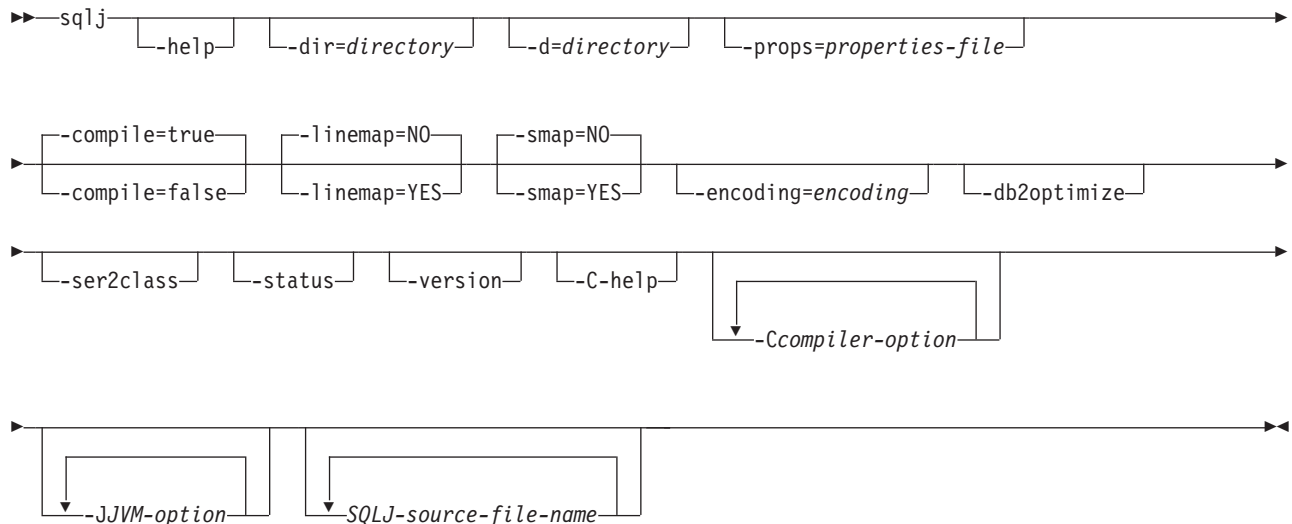 sqlj -help -dir=directory -d=directory -props=properties-file
-compile=true -linemap=NO -smap=NO
-compile=false -linemap=YES -smap=YES -encoding=encoding -db2optimize
-ser2class -status -version -C-help
-Ccompiler-option
-JJVM-option SQLJ-source-file-name